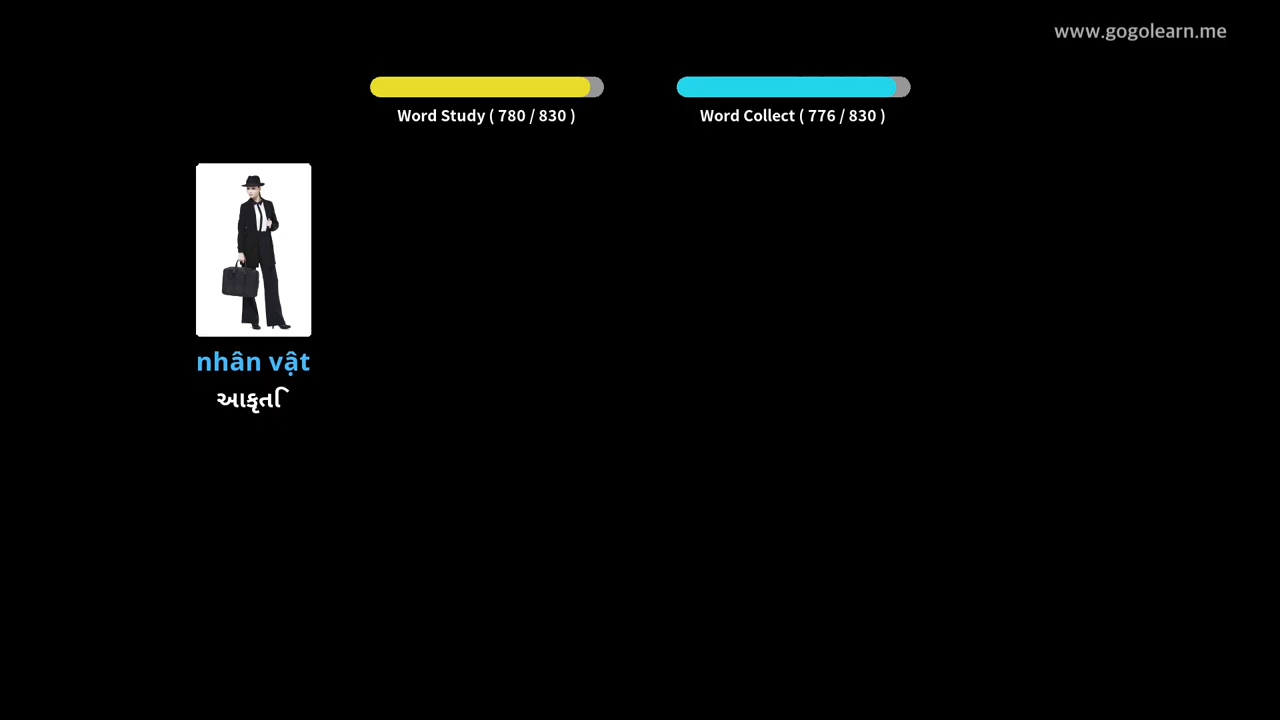 www.gogolearn.me
Word Study ( 780 / 830 )
Word Collect ( 776 / 830 )
nhân vật
આકૃતિ